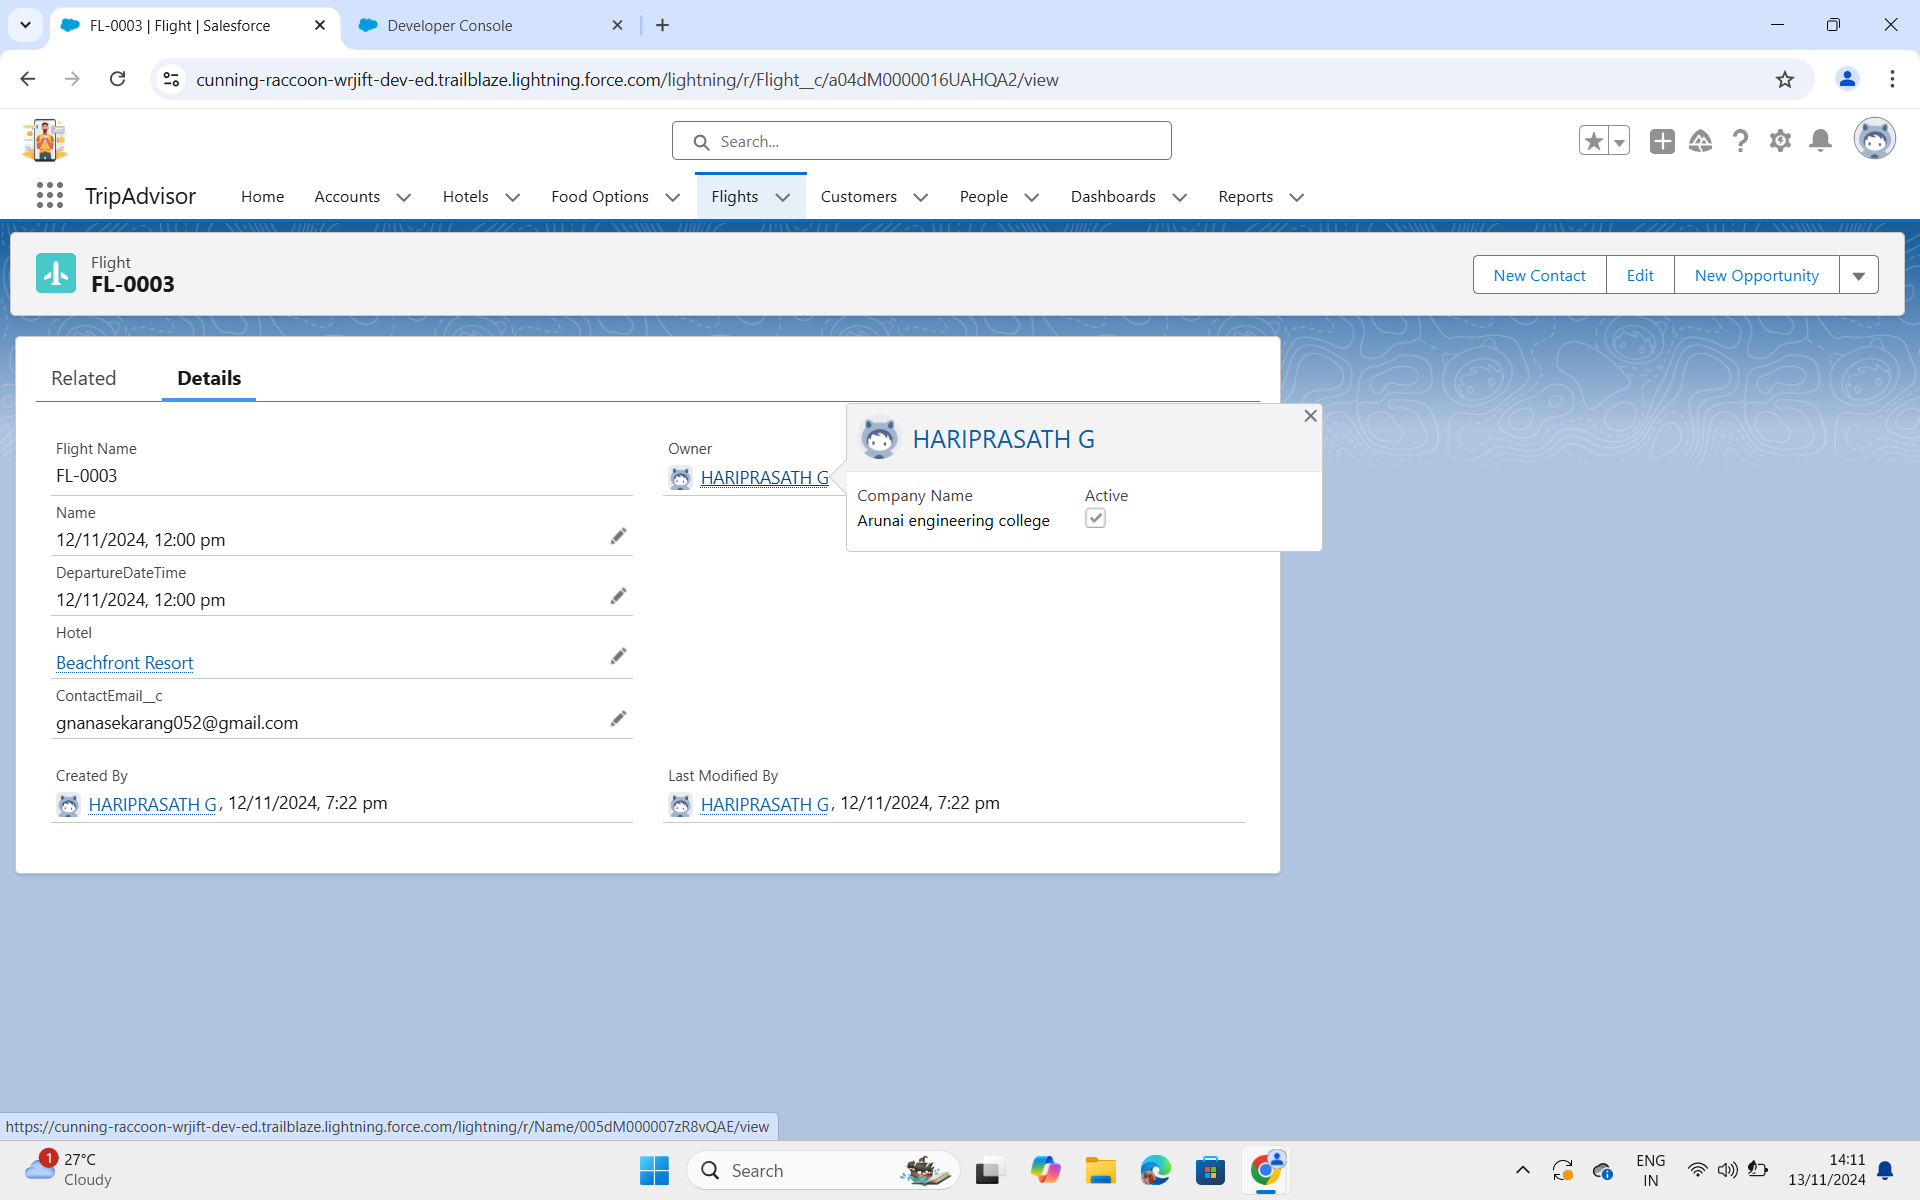 FL-0003 | Flight | Salesforce
Developer Console
cunning-raccoon-wrjift-dev-ed.trailblaze.lightning.force.com/lightning/r/Flight__c/a04dM0000016UAHQA2/view
Search...
TripAdvisor
Home
Accounts
Hotels
Food Options
Flights
Customers
People
Dashboards
Reports
Flight
FL-0003
New Contact
Edit
New Opportunity
Related
Details
Flight Name
FL-0003
Owner
HARIPRASATH G
HARIPRASATH G
Company Name
Arunai engineering college
Active
Name
12/11/2024, 12:00 pm
DepartureDateTime
12/11/2024, 12:00 pm
Hotel
Beachfront Resort
ContactEmail__c
gnanasekarang052@gmail.com
Created By
HARIPRASATH G, 12/11/2024, 7:22 pm
Last Modified By
HARIPRASATH G, 12/11/2024, 7:22 pm
https://cunning-raccoon-wrjift-dev-ed.trailblaze.lightning.force.com/lightning/r/Name/005dM000007zR8vQAE/view
1
27°C
Cloudy
Search
ENG
IN
14:11
13/11/2024